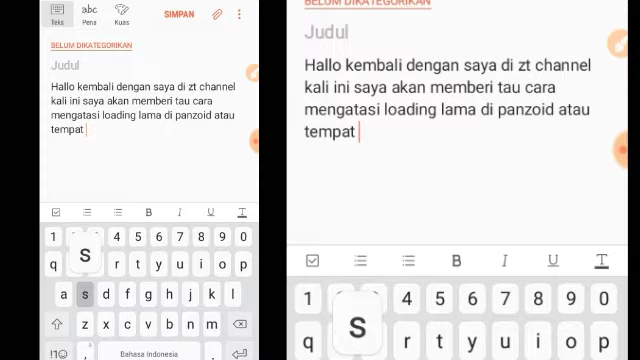 Teks
abc
Pena
Kuas
SIMPAN
BELUM DIKATEGORIKAN
Judul
Hallo kembali dengan saya di zt channel
kali ini saya akan memberi tau cara
mengatasi loading lama di panzoid atau
tempat
B I U T
1 4 5 6 7 8 9 0
q s r t y u i o p
a s d f g h j k l
z x c v b n m
!1☺ , Bahasa Indonesia .
BELUM DIKATEGORIKAN
Judul
Hallo kembali dengan saya di zt channel
kali ini saya akan memberi tau cara
mengatasi loading lama di panzoid atau
tempat
B I U T
1 4 5 6 7 8 9 0
q s r t y u i o p